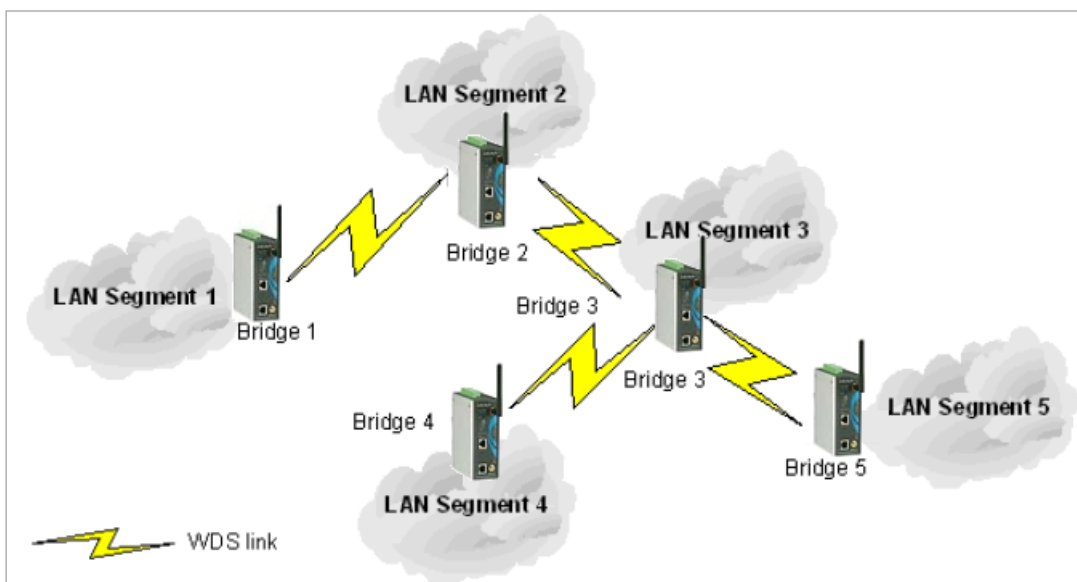 LAN Segment 2
Bridge 2
LAN Segment 3
LAN Segment 1
Bridge 1
Bridge 3
Bridge 3
Bridge 4
LAN Segment 5
Bridge 5
LAN Segment 4
WDS link